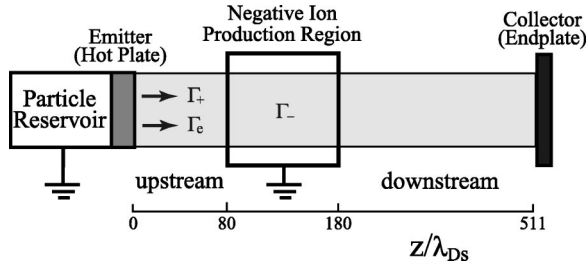 Negative Ion
Production Region
Emitter
(Hot Plate)
Collector
(Endplate)
Particle
Reservoir
Γ+
Γe
Γ−
upstream
downstream
0
80
180
511
z/λDs